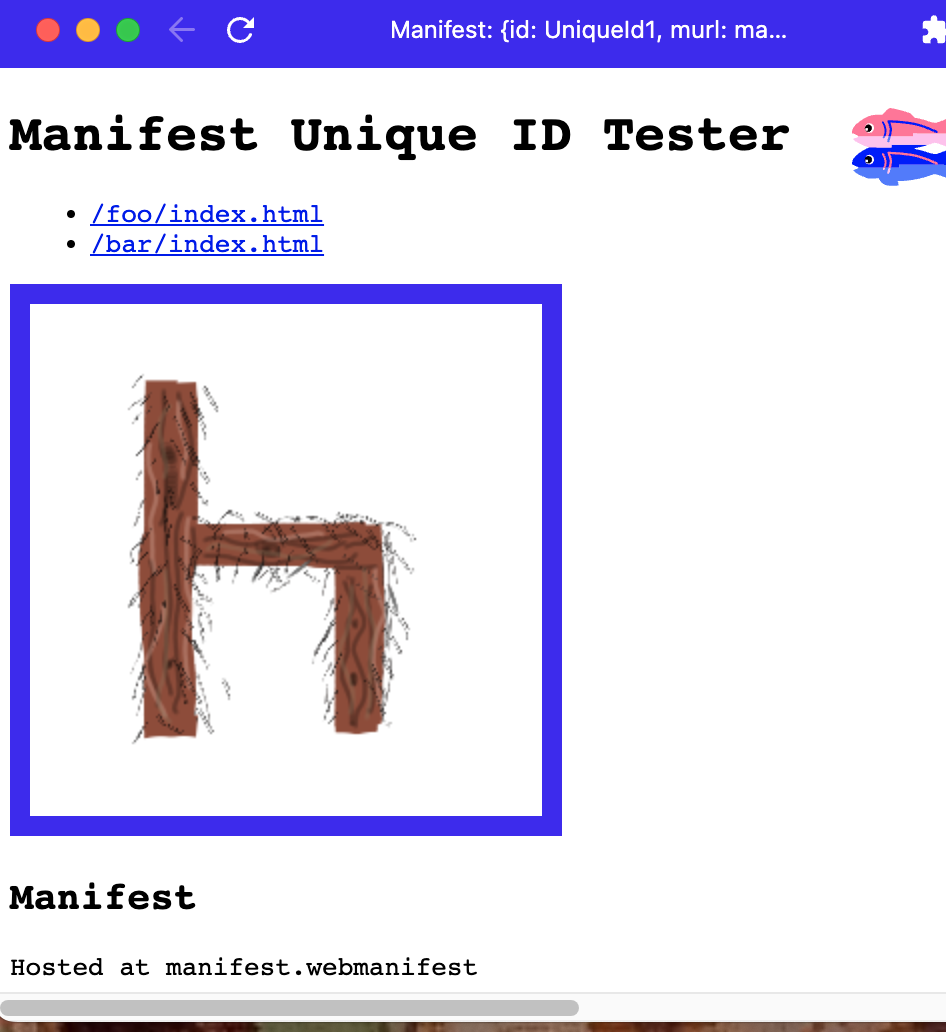 Manifest: {id: UniqueId1, murl: ma...
Manifest Unique ID Tester
/foo/index.html
/bar/index.html
h
Manifest
Hosted at manifest.webmanifest